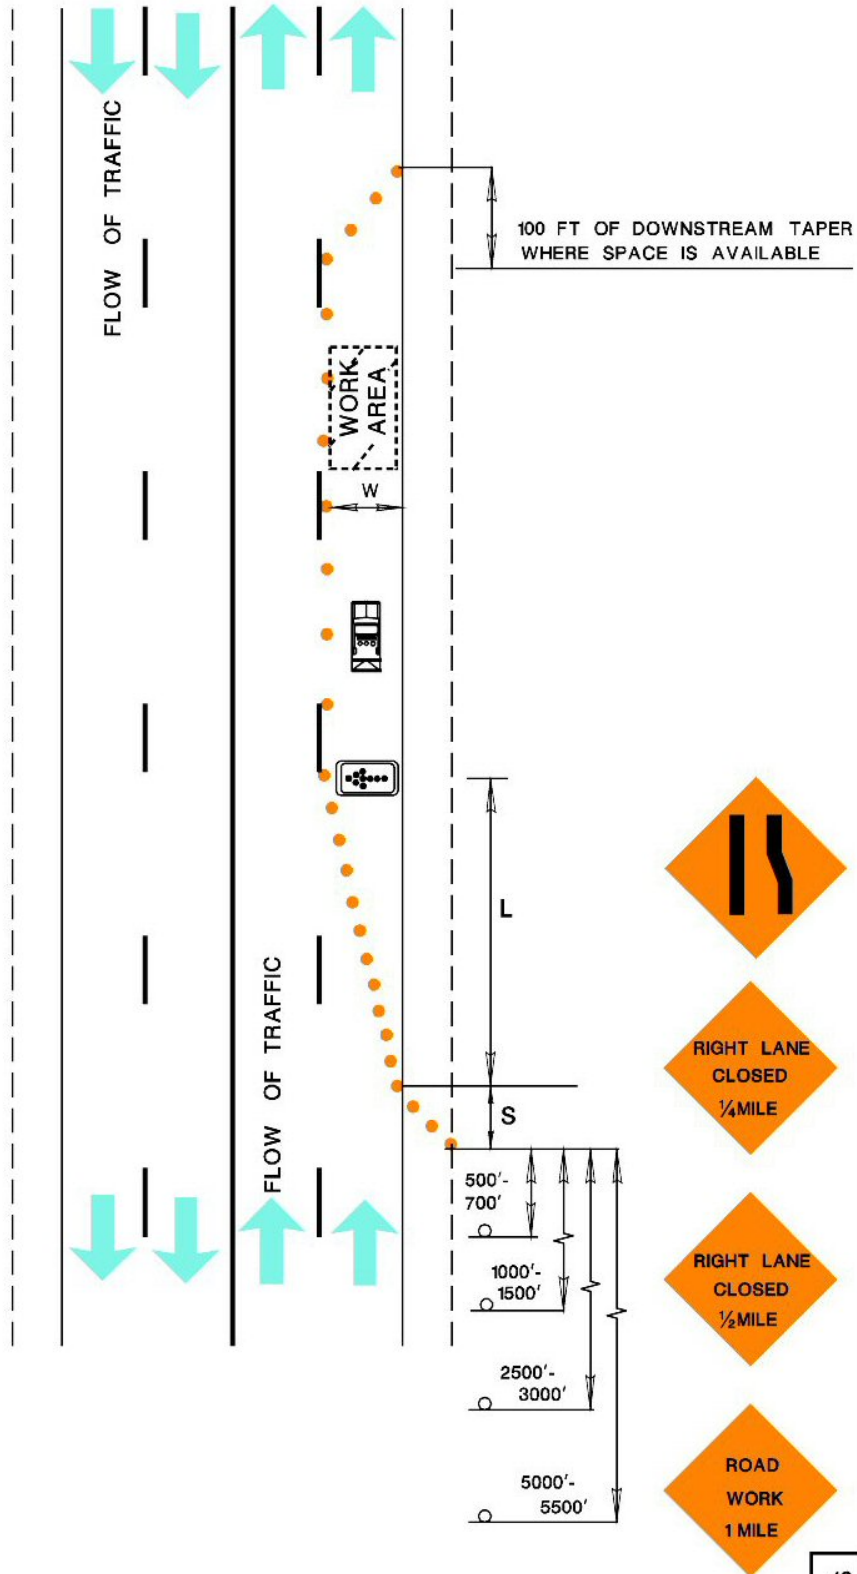 FLOW OF TRAFFIC
100 FT OF DOWNSTREAM TAPER
WHERE SPACE IS AVAILABLE
WORK
AREA
W
L
FLOW OF TRAFFIC
S
RIGHT LANE
CLOSED
¼MILE
500'-
700'
1000'-
1500'
RIGHT LANE
CLOSED
½MILE
2500'-
3000'
5000'-
5500'
ROAD
WORK
1 MILE